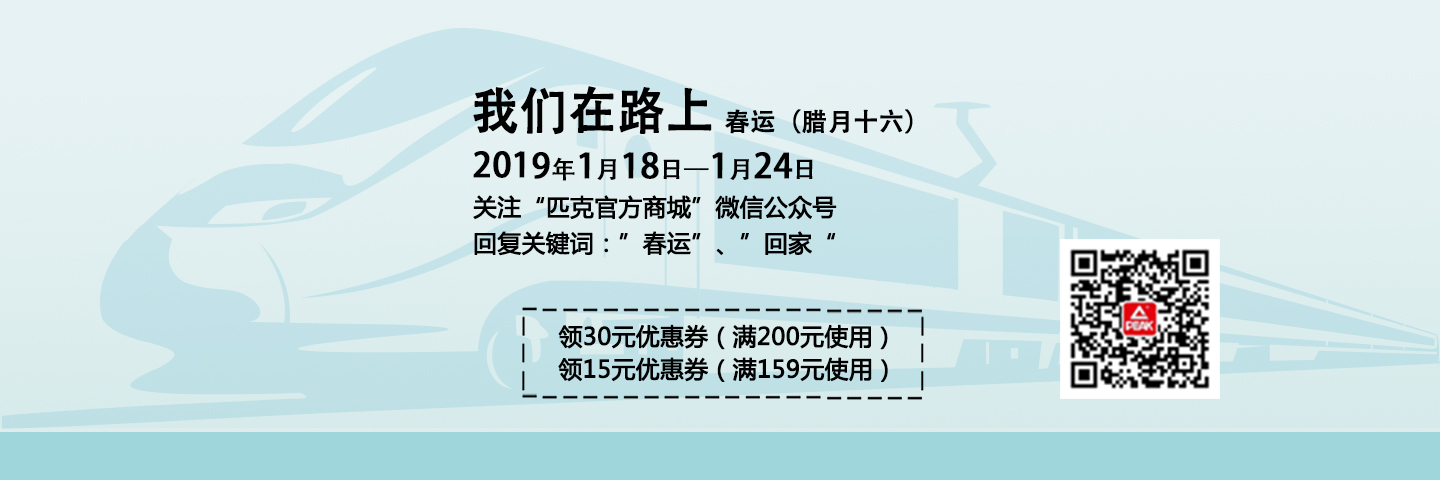 我们在路上 春运（腊月十六）
2019年1月18日—1月24日
关注“匹克官方商城”微信公众号
回复关键词：”春运”、”回家“
领30元优惠券（满200元使用）
领15元优惠券（满159元使用）
PEAK